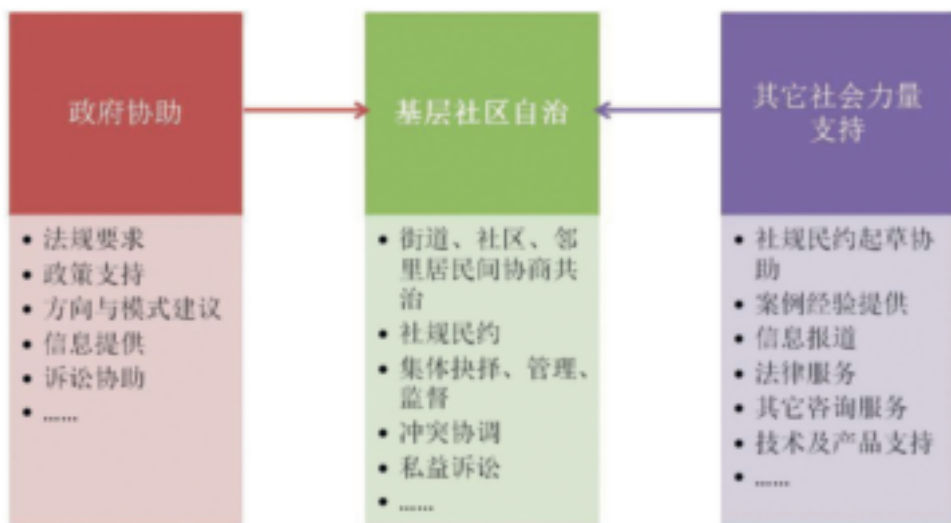 政府协助
• 法规要求
• 政策支持
• 方向与模式建议
• 信息提供
• 诉讼协助
• ......
基层社区自治
• 街道、社区、邻
里居民间协商共
治
• 社规民约
• 集体抉择、管理、
监督
• 冲突协调
• 私益诉讼
• ......
其它社会力量
支持
• 社规民约起草协
助
• 案例经验提供
• 信息报道
• 法律服务
• 其它咨询服务
• 技术及产品支持
• ......